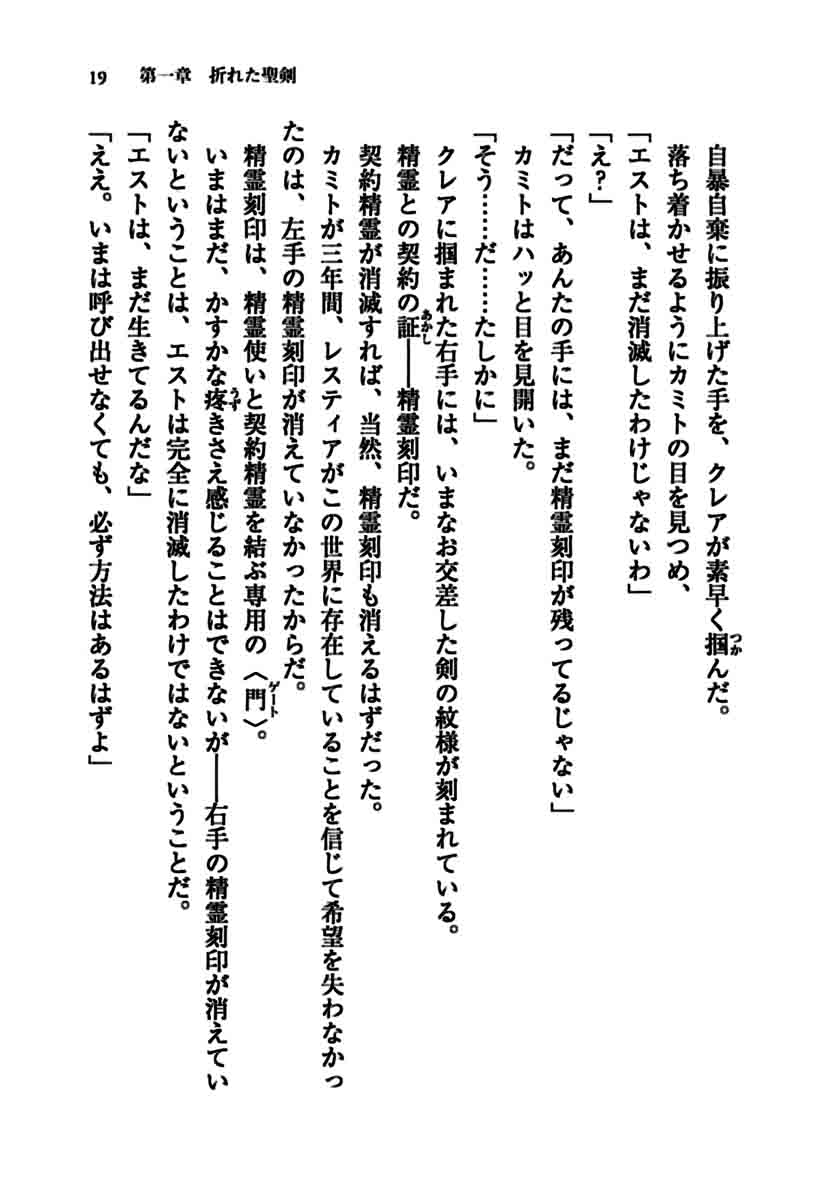 19　第一章　折れた聖剣
自暴自棄に振り上げた手を、クレアが素早く掴んだ。
落ち着かせるようにカミトの目を見つめ、
「エストは、まだ消滅したわけじゃないわ」
「え？」
「だって、あんたの手には、まだ精霊刻印が残ってるじゃない」
カミトはハッと目を見開いた。
「そう……だ……たしかに」
クレアに掴まれた右手には、いまなお交差した剣の紋様が刻まれている。
精霊との契約の証――精霊刻印だ。
契約精霊が消滅すれば、当然、精霊刻印も消えるはずだった。
カミトが三年間、レスティアがこの世界に存在していることを信じて希望を失わなかっ
たのは、左手の精霊刻印が消えていなかったからだ。
精霊刻印は、精霊使いと契約精霊を結ぶ専用の〈門〉。
いまはまだ、かすかな疼きさえ感じることはできないが――右手の精霊刻印が消えてい
ないということは、エストは完全に消滅したわけではないということだ。
「エストは、まだ生きてるんだな」
「ええ。いまは呼び出せなくても、必ず方法はあるはずよ」
つか
あかし
ゲート
うず